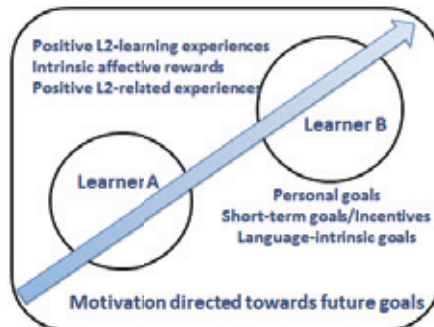 Positive L2-learning experiences
Intrinsic affective rewards
Positive L2-related experiences
Learner B
Learner A
Personal goals
Short-term goals/Incentives
Language-intrinsic goals
Motivation directed towards future goals